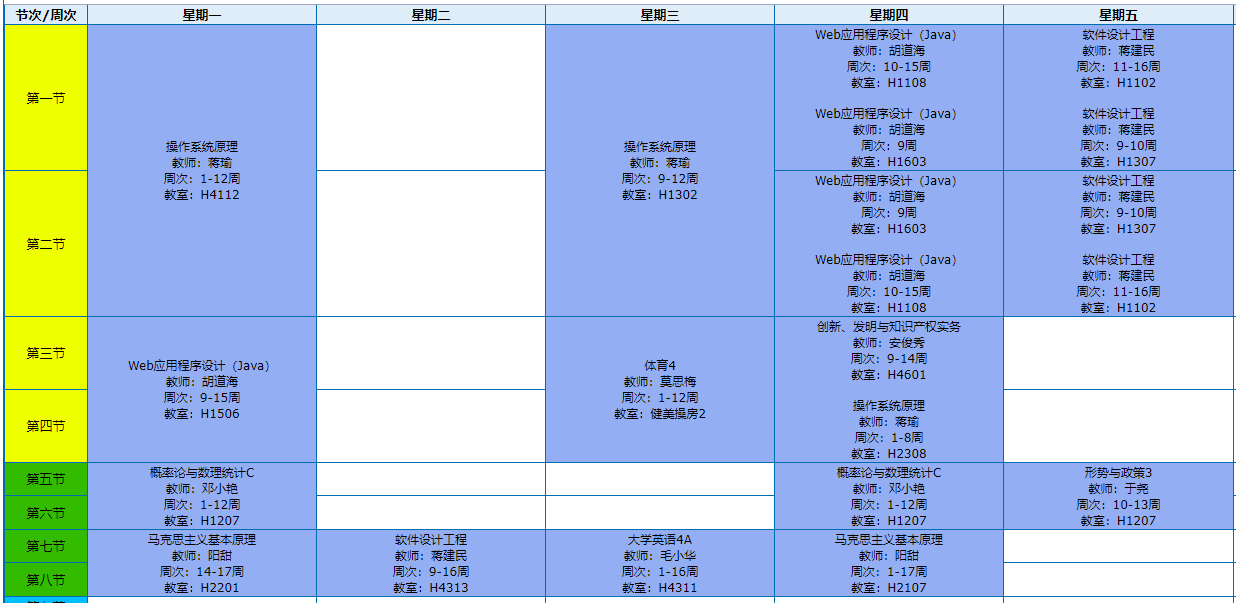 节次/周次
星期一
星期二
星期三
星期四
星期五
第一节
操作系统原理
教师：蒋瑜
周次：1-12周
教室：H4112
操作系统原理
教师：蒋瑜
周次：9-12周
教室：H1302
Web应用程序设计（Java）
教师：胡道海
周次：10-15周
教室：H1108
Web应用程序设计（Java）
教师：胡道海
周次：9周
教室：H1603
软件设计工程
教师：蒋建民
周次：11-16周
教室：H1102
软件设计工程
教师：蒋建民
周次：9-10周
教室：H1307
第二节
Web应用程序设计（Java）
教师：胡道海
周次：9周
教室：H1603
Web应用程序设计（Java）
教师：胡道海
周次：10-15周
教室：H1108
软件设计工程
教师：蒋建民
周次：9-10周
教室：H1307
软件设计工程
教师：蒋建民
周次：11-16周
教室：H1102
第三节
Web应用程序设计（Java）
教师：胡道海
周次：9-15周
教室：H1506
体育4
教师：莫思梅
周次：1-12周
教室：健美操房2
创新、发明与知识产权实务
教师：安俊秀
周次：9-14周
教室：H4601
操作系统原理
教师：蒋瑜
周次：1-8周
教室：H2308
第四节
第五节
概率论与数理统计C
教师：邓小艳
周次：1-12周
教室：H1207
概率论与数理统计C
教师：邓小艳
周次：1-12周
教室：H1207
形势与政策3
教师：于尧
周次：10-13周
教室：H1207
第六节
第七节
马克思主义基本原理
教师：阳甜
周次：14-17周
教室：H2201
软件设计工程
教师：蒋建民
周次：9-16周
教室：H4313
大学英语4A
教师：毛小华
周次：1-16周
教室：H4311
马克思主义基本原理
教师：阳甜
周次：1-17周
教室：H2107
第八节